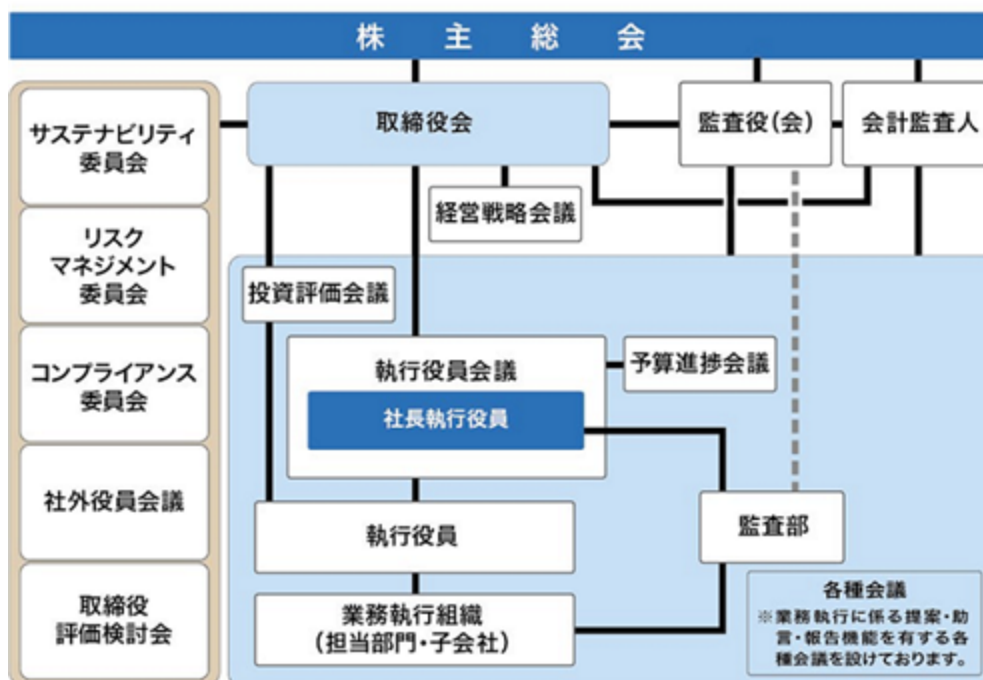 株主総会
サステナビリティ
委員会
リスク
マネジメント
委員会
コンプライアンス
委員会
社外役員会議
取締役
評価検討会
取締役会
監査役(会)
会計監査人
経営戦略会議
投資評価会議
執行役員会議
社長執行役員
予算進捗会議
執行役員
監査部
業務執行組織
(担当部門・子会社)
各種会議
※業務執行に係る提案・助
言・報告機能を有する各
種会議を設けております。